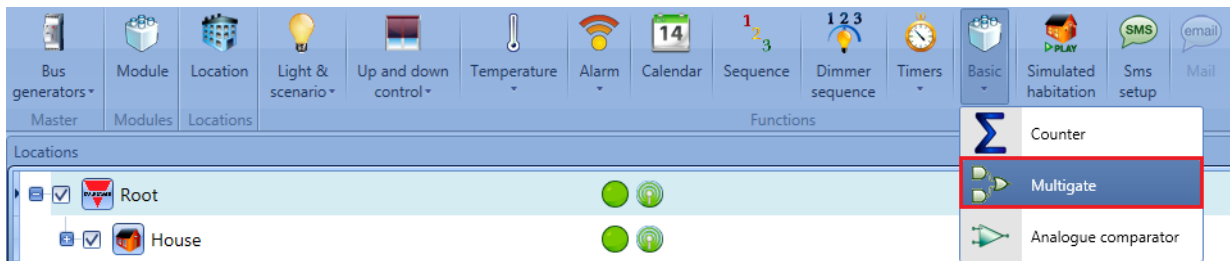 1 2 3
14
1 2 3
PLAY
SMS
email
Bus generators
Module
Location
Light & scenario
Up and down control
Temperature
Alarm
Calendar
Sequence
Dimmer sequence
Timers
Basic
Simulated habitation
Sms setup
Mail
Master
Modules
Locations
Functions
Counter
Locations
Multigate
Root
Analogue comparator
House